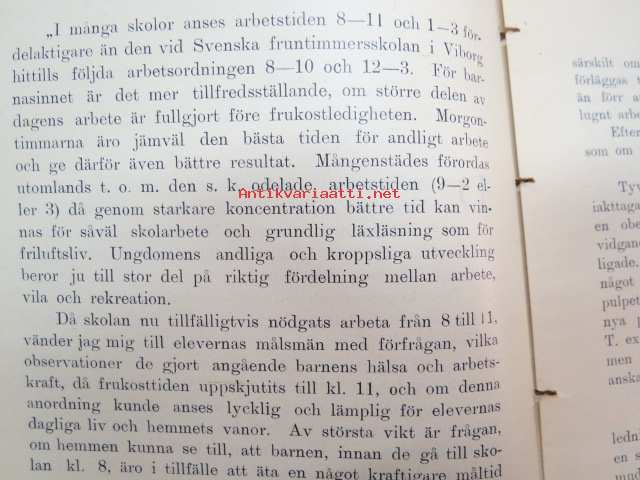 „I många skolor anses arbetstiden 8—11 och 1—3 för-
delaktigare än den vid Svenska fruntimmersskolan i Viborg
hittills följda arbetsordningen 8—10 och 12—3. För bar-
nasinnet är det mer tillfredsställande, om större delen av
dagens arbete är fullgjort före frukostledigheten. Morgon-
timmarna äro jämväl den bästa tiden för andligt arbete
och ge därför även bättre resultat. Mångenstädes förordas
utomlands t. o. m. den s. k. odelade arbetstiden (9—2 el-
Antikvariaatti.net
ler 3) då genom starkare koncentration bättre tid kan vin-
nas för såväl skolarbete och grundlig läxläsning som för
friluftsliv. Ungdomens andliga och kroppsliga utveckling
beror ju till stor del på riktig fördelning mellan arbete,
vila och rekreation.
Då skolan nu tillfälligtvis nödgats arbeta från 8 till 11,
vänder jag mig till elevernas målsmän med förfrågan, vilka
observationer de gjort angående barnens hälsa och arbets-
kraft, då frukosttiden uppskjutits till kl. 11, och om denna
anordning kunde anses lycklig och lämplig för elevernas
dagliga liv och hemmets vanor. Av största vikt är frågan,
om hemmen kunna se till, att barnen, innan de gå till sko-
lan kl. 8, äro i tillfälle att äta en något kraftigare måltid
särskilt om
förläggas t
än förr a
lugnt arb
Efter
som om
Tyv
iakttaga
en obe
vidgan
ligade.
något
pulpet
nya
T. ex
men
anska
ledni
en s